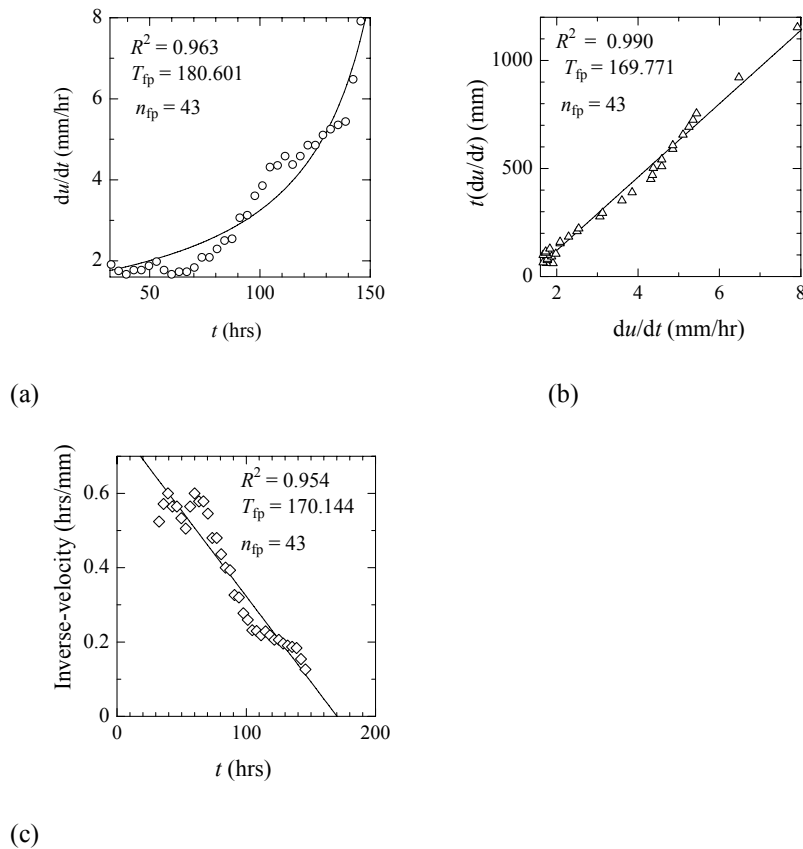 R² = 0.963
T_fp = 180.601
n_fp = 43
du/dt (mm/hr)
8
6
4
2
50
100
150
t (hrs)
(a)
R² = 0.990
T_fp = 169.771
n_fp = 43
t(du/dt) (mm)
1000
500
0
2
4
6
8
du/dt (mm/hr)
(b)
R² = 0.954
T_fp = 170.144
n_fp = 43
Inverse-velocity (hrs/mm)
0.6
0.4
0.2
0
0
100
200
t (hrs)
(c)